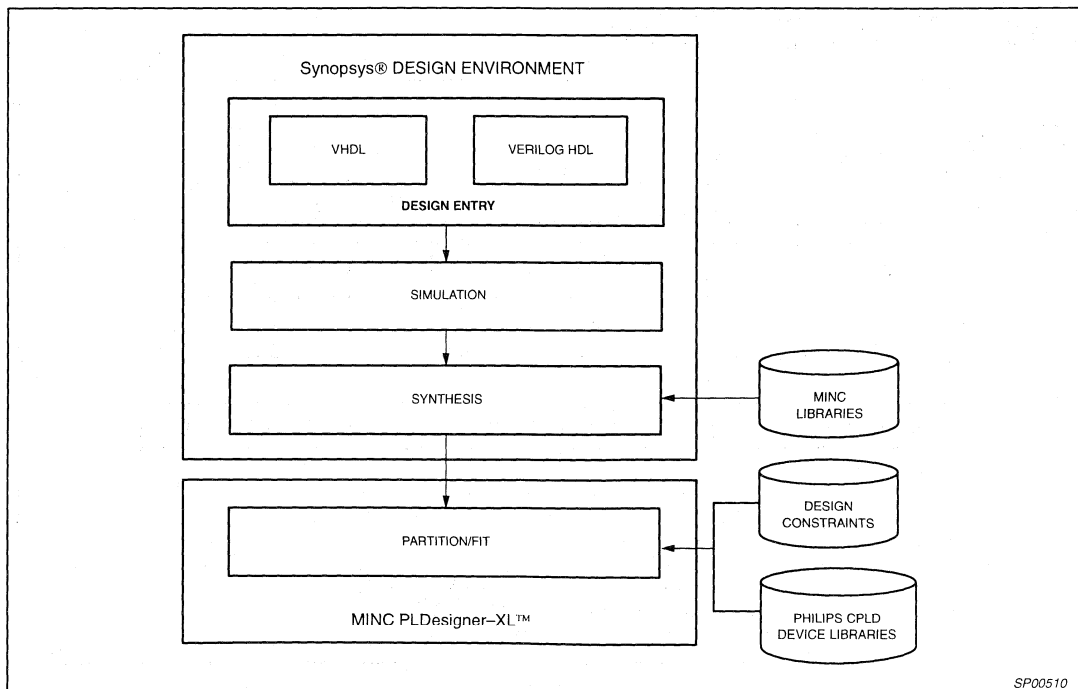 Synopsys® DESIGN ENVIRONMENT
VHDL
VERILOG HDL
DESIGN ENTRY
SIMULATION
SYNTHESIS
MINC
LIBRARIES
DESIGN
CONSTRAINTS
PARTITION/FIT
PHILIPS CPLD
DEVICE LIBRARIES
MINC PLDesigner–XL™
SP00510